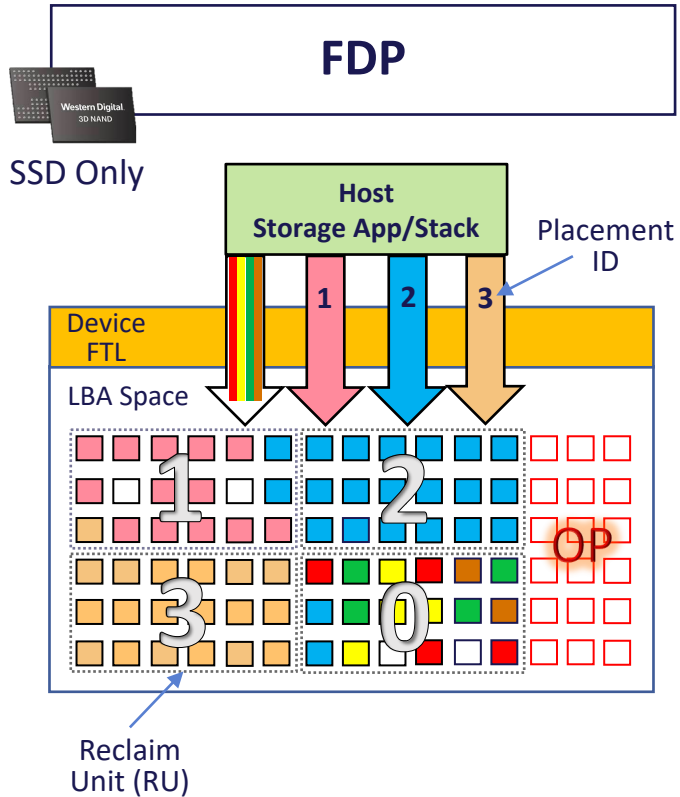 FDP
Western Digital
3D NAND
SSD Only
Host
Storage App/Stack
Placement
ID
1
2
3
Device
FTL
LBA Space
1
2
OP
3
0
Reclaim
Unit (RU)